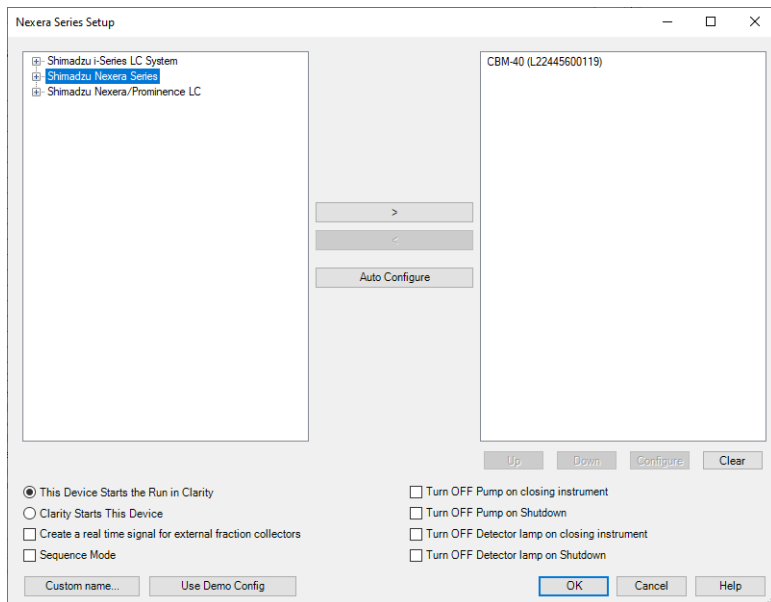 Nexera Series Setup
Shimadzu i-Series LC System
Shimadzu Nexera Series
Shimadzu Nexera/Prominence LC
CBM-40 (L22445600119)
>
<
Auto Configure
Up Down Configure Clear
This Device Starts the Run in Clarity
Clarity Starts This Device
Create a real time signal for external fraction collectors
Sequence Mode
Turn OFF Pump on closing instrument
Turn OFF Pump on Shutdown
Turn OFF Detector lamp on closing instrument
Turn OFF Detector lamp on Shutdown
Custom name... Use Demo Config OK Cancel Help